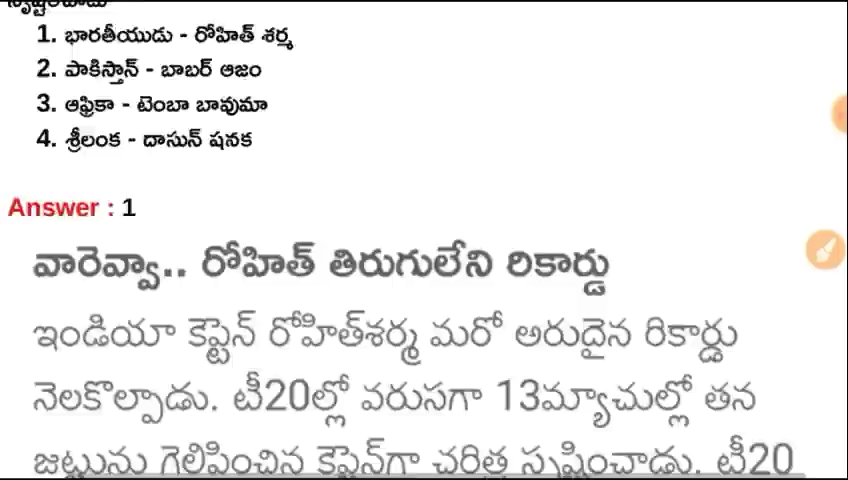 1. భారతీయుడు - రోహిత్ శర్మ
2. పాకిస్తాన్ - బాబర్ ఆజం
3. ఆఫ్రికా - టెంబా బావుమా
4. శ్రీలంక - దాసున్ షనక
Answer : 1
వారెవ్వా.. రోహిత్ తిరుగులేని రికార్డు
ఇండియా కెప్టెన్ రోహిత్‌శర్మ మరో అరుదైన రికార్డు
నెలకొల్పాడు. టీ20ల్లో వరుసగా 13మ్యాచుల్లో తన
జట్టును గెలిపించిన కెప్టెన్‌గా చరిత్ర సృష్టించాడు. టీ20